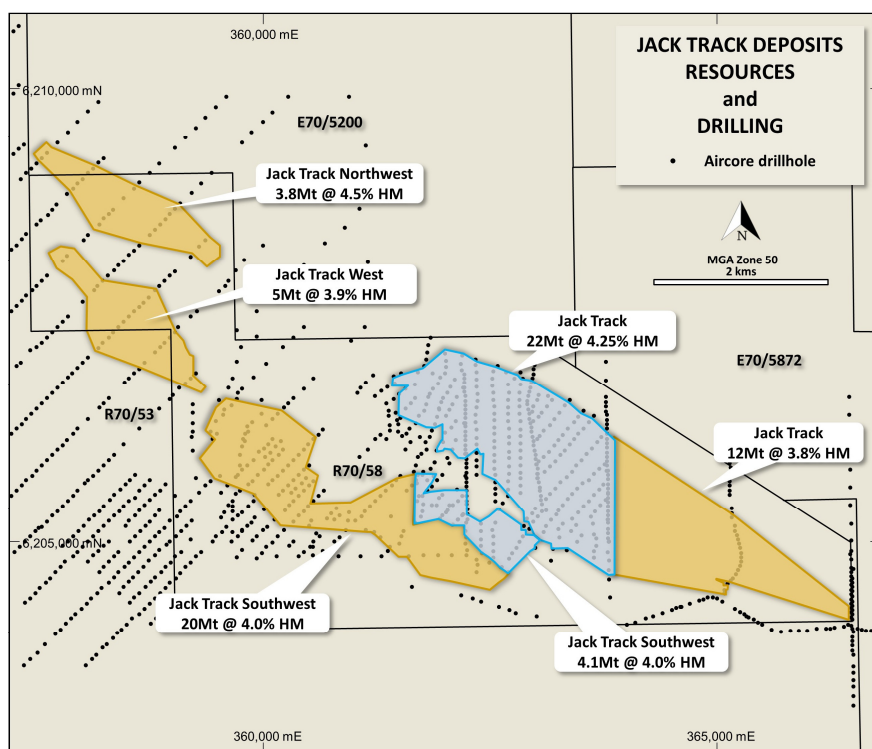 360,000 mE
JACK TRACK DEPOSITS
RESOURCES
and
DRILLING
Aircore drillhole
6,210,000 mN
E70/5200
Jack Track Northwest
3.8Mt @ 4.5% HM
N
MGA Zone 50
2 kms
Jack Track West
5Mt @ 3.9% HM
Jack Track
22Mt @ 4.25% HM
E70/5872
R70/53
Jack Track
12Mt @ 3.8% HM
R70/58
6,205,000 mN
Jack Track Southwest
20Mt @ 4.0% HM
Jack Track Southwest
4.1Mt @ 4.0% HM
360,000 mE
365,000 mE